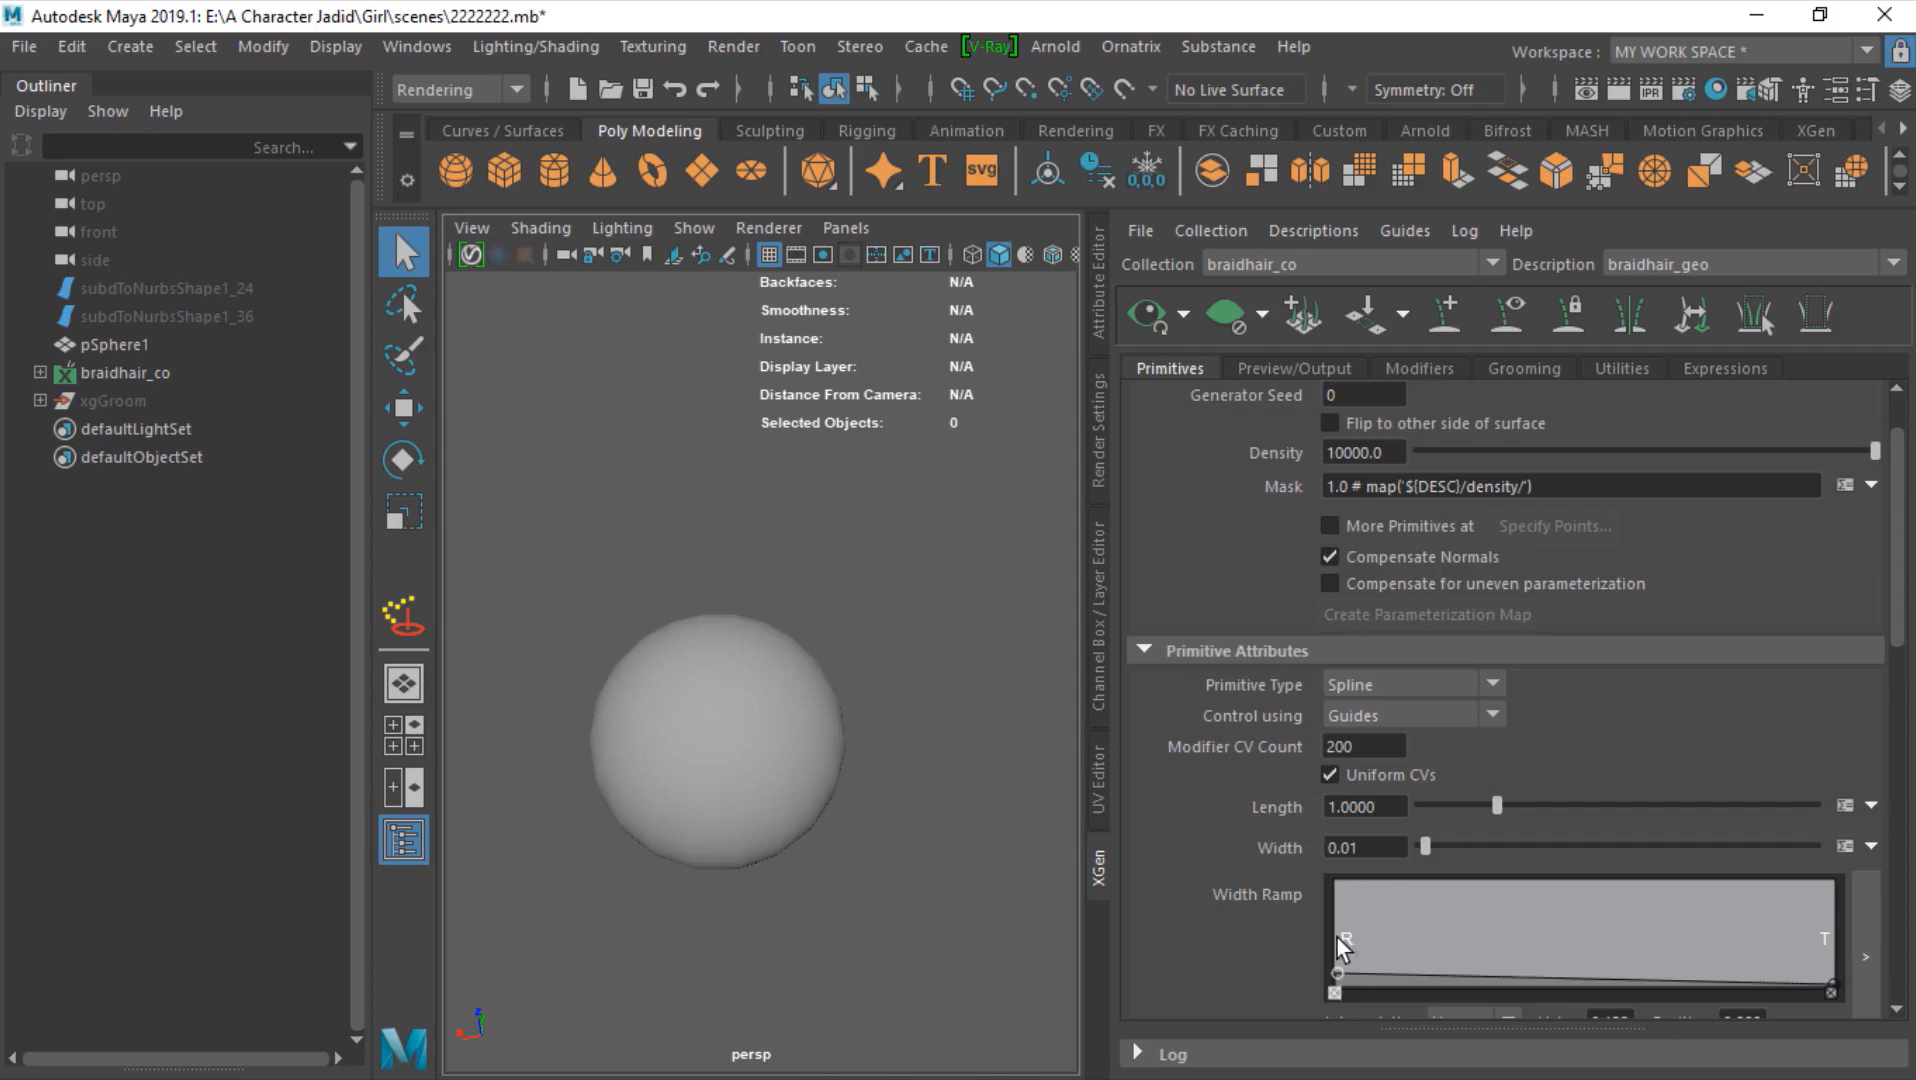 Autodesk Maya 2019.1: E:\A Character Jadid\Girl\scenes\2222222.mb*
File Edit Create Select Modify Display Windows Lighting/Shading Texturing Render Toon Stereo Cache [V-Ray] Arnold Ornatrix Substance Help
Workspace : MY WORK SPACE *
Outliner
Display Show Help
Search...
persp
top
front
side
subdToNurbsShape1_24
subdToNurbsShape1_36
pSphere1
braidhair_co
xgGroom
defaultLightSet
defaultObjectSet
Rendering
No Live Surface
Symmetry: Off
IPR
Curves / Surfaces Poly Modeling Sculpting Rigging Animation Rendering FX FX Caching Custom Arnold Bifrost MASH Motion Graphics XGen
T
svg
0,0,0
View Shading Lighting Show Renderer Panels
Backfaces: N/A
Smoothness: N/A
Instance: N/A
Display Layer: N/A
Distance From Camera: N/A
Selected Objects: 0
z
x
persp
Attribute Editor
Render Settings
Channel Box / Layer Editor
UV Editor
XGen
File Collection Descriptions Guides Log Help
Collection braidhair_co
Description braidhair_geo
Primitives Preview/Output Modifiers Grooming Utilities Expressions
Generator Seed 0
Flip to other side of surface
Density 10000.0
Mask 1.0 # map('${DESC}/density/')
More Primitives at Specify Points...
Compensate Normals
Compensate for uneven parameterization
Create Parameterization Map
Primitive Attributes
Primitive Type Spline
Control using Guides
Modifier CV Count 200
Uniform CVs
Length 1.0000
Width 0.01
Width Ramp
R T
>
Log